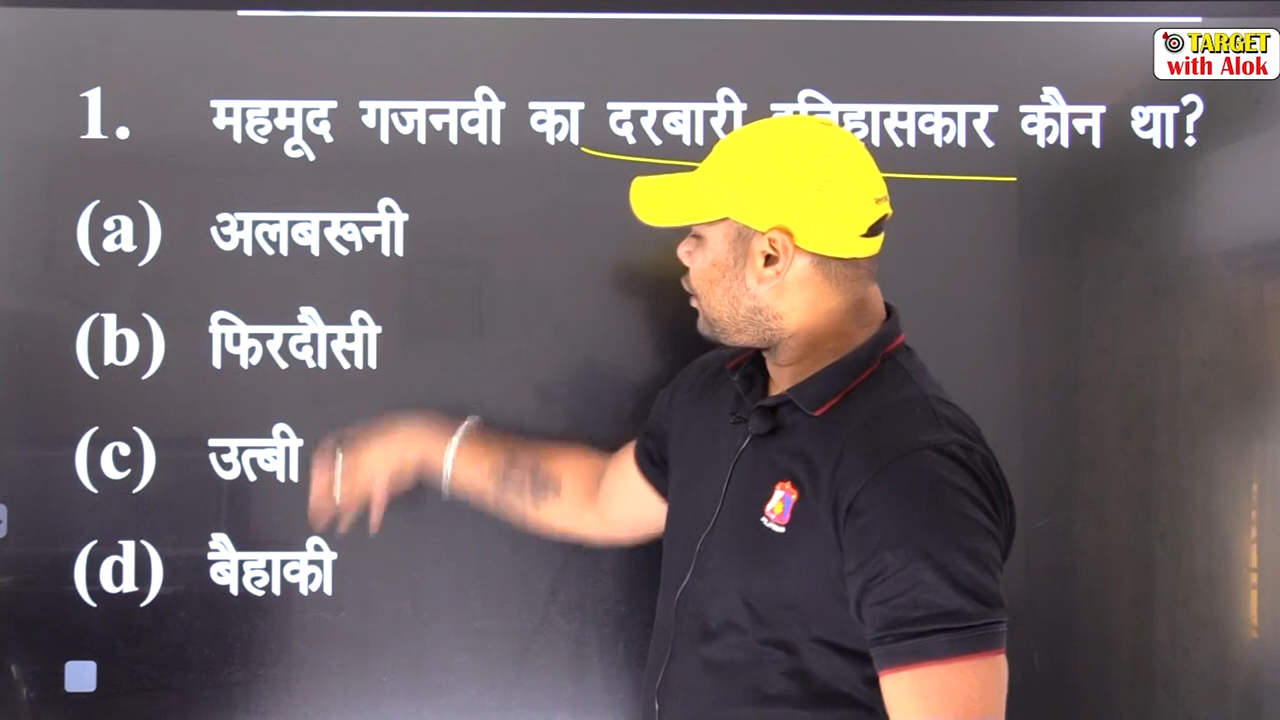 TARGET
with Alok
1. महमूद गजनवी का दरबारी इतिहासकार कौन था?
(a) अलबरूनी
(b) फिरदौसी
(c) उत्बी
(d) बैहाकी